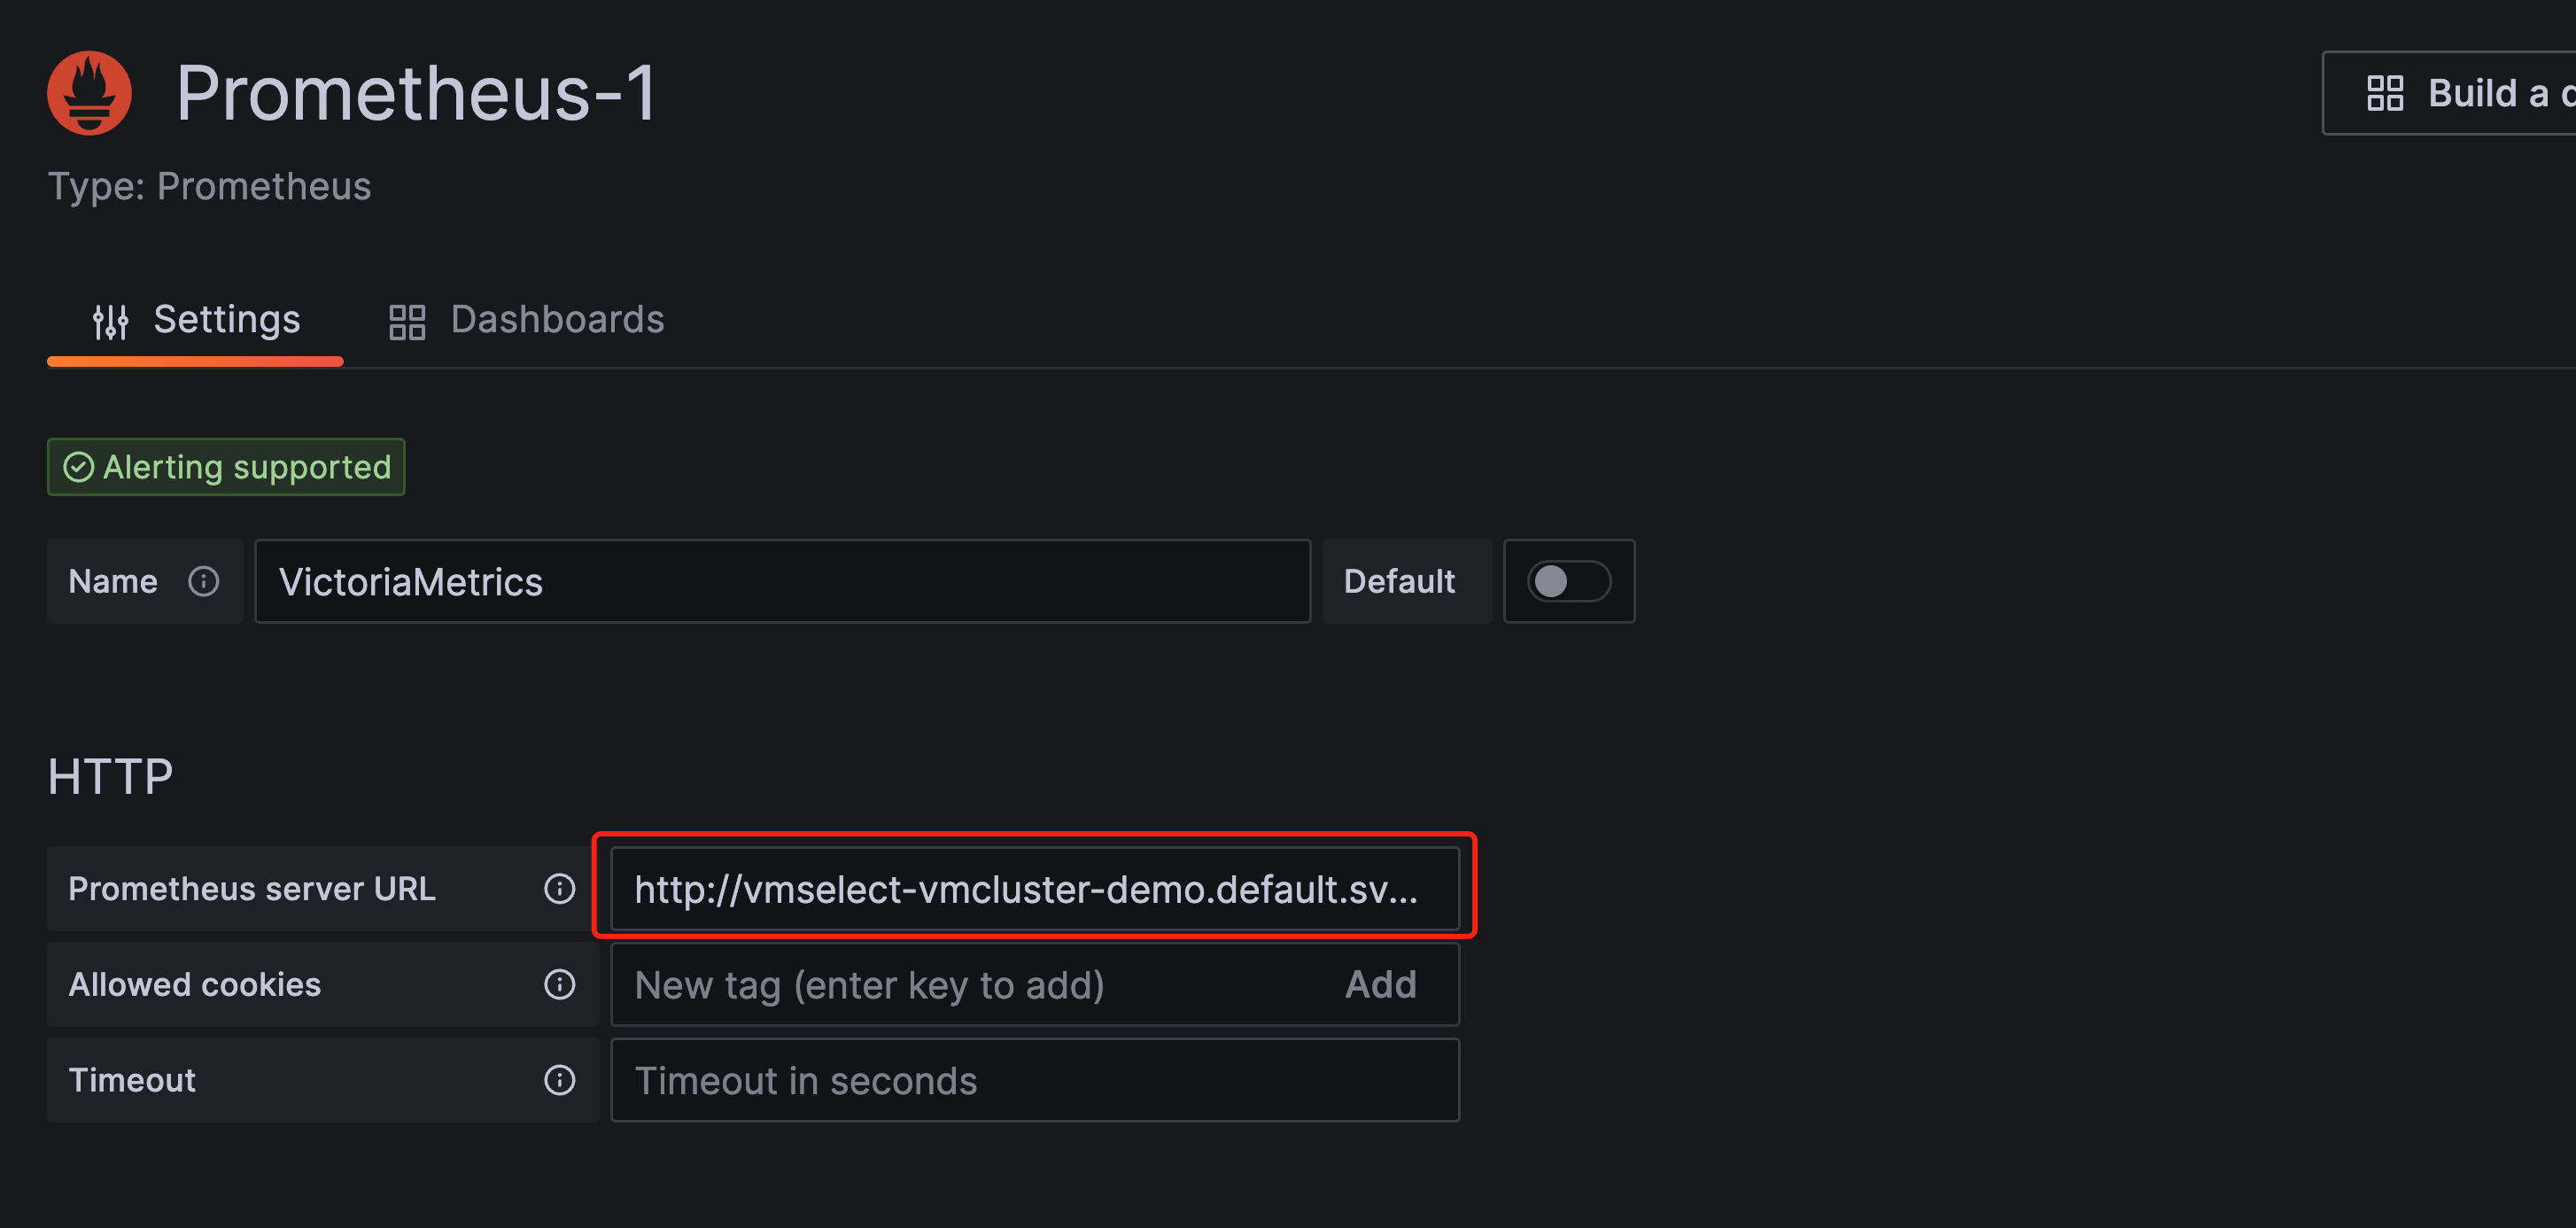 Prometheus-1
Build a
Type: Prometheus
Settings Dashboards
Alerting supported
Name VictoriaMetrics Default
HTTP
Prometheus server URL http://vmselect-vmcluster-demo.default.sv...
Allowed cookies New tag (enter key to add) Add
Timeout Timeout in seconds